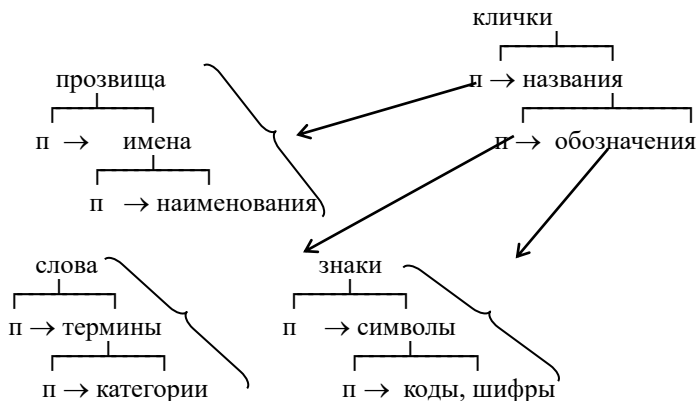 клички
прозвища
п → названия
п → имена
п → обозначения
п → наименования
слова
знаки
п → термины
п → символы
п → категории
п → коды, шифры